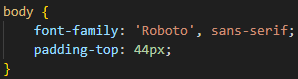 body {
    font-family: 'Roboto', sans-serif;
    padding-top: 44px;
}